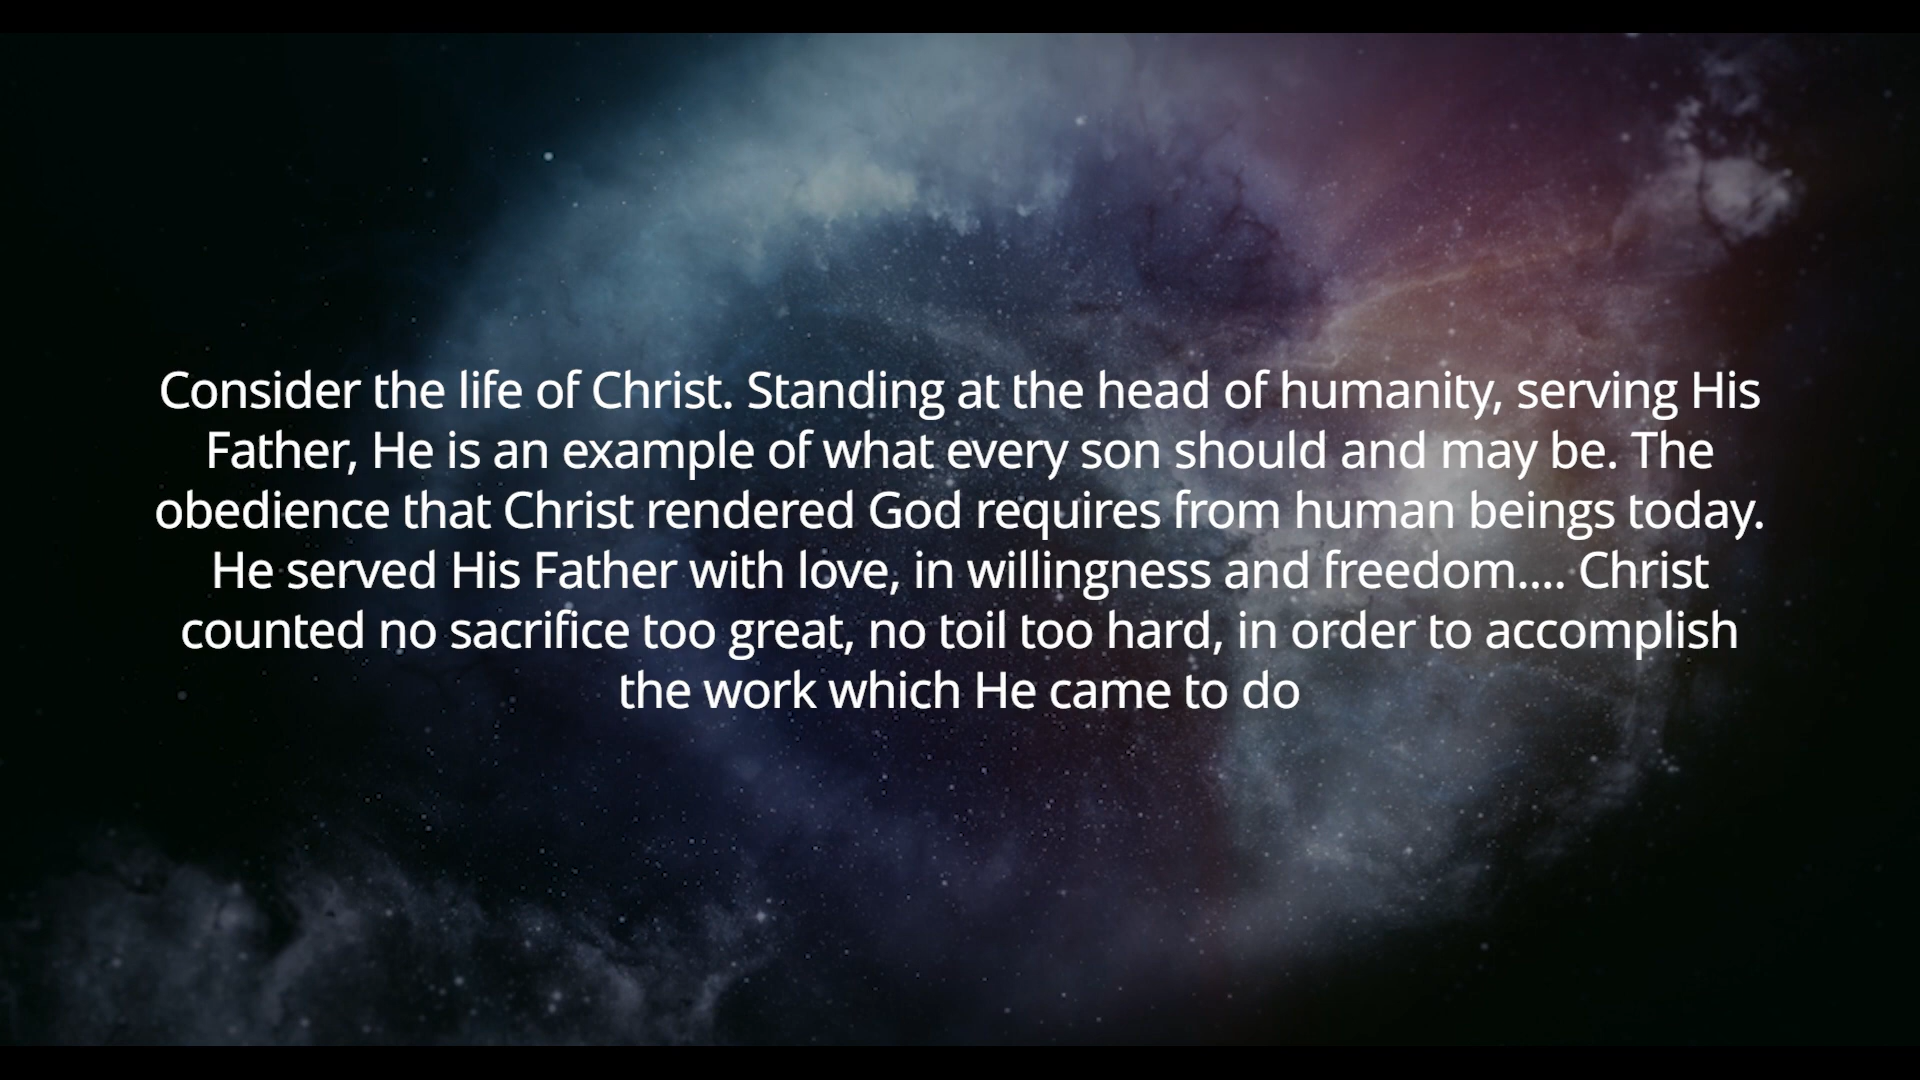 Consider the life of Christ. Standing at the head of humanity, serving His
Father, He is an example of what every son should and may be. The
obedience that Christ rendered God requires from human beings today.
He served His Father with love, in willingness and freedom.... Christ
counted no sacrifice too great, no toil too hard, in order to accomplish
the work which He came to do